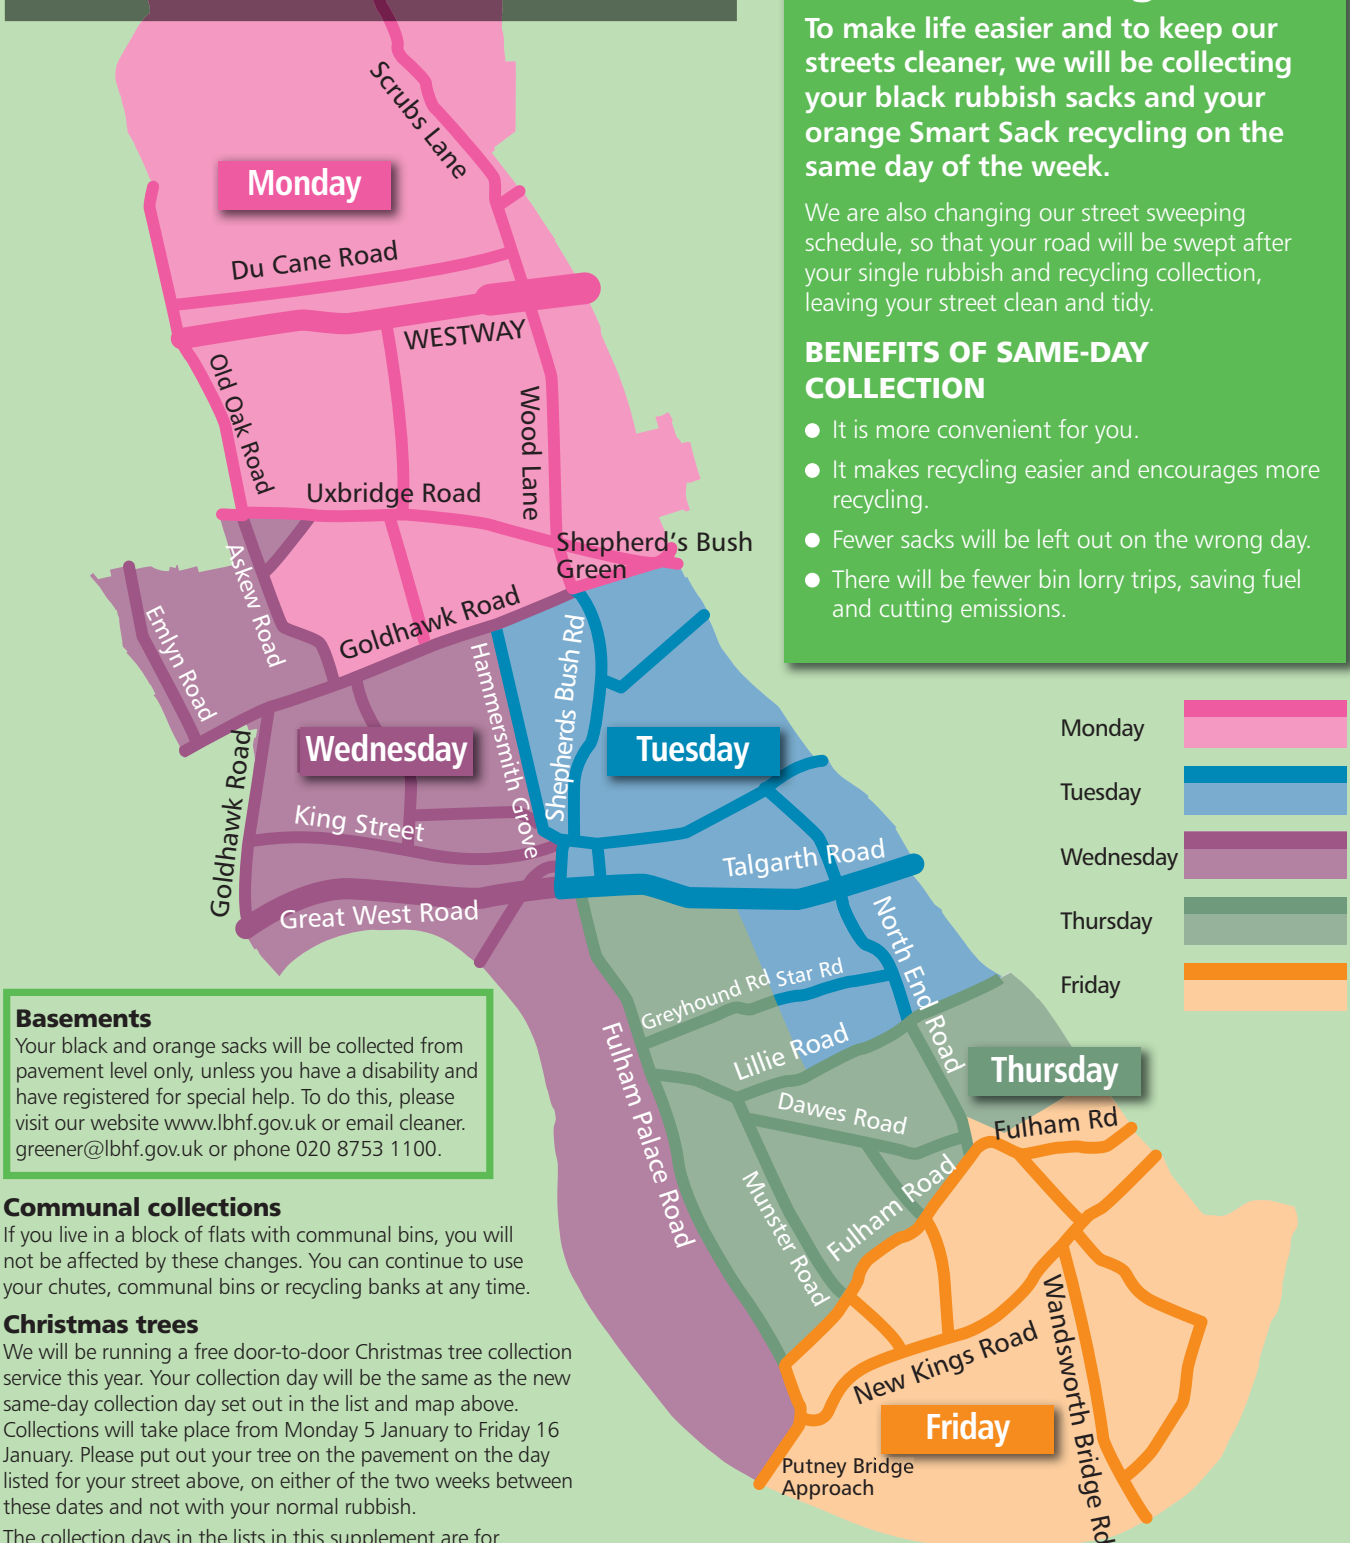 To make life easier and to keep our
streets cleaner, we will be collecting
your black rubbish sacks and your
orange Smart Sack recycling on the
same day of the week.
We are also changing our street sweeping
schedule, so that your road will be swept after
your single rubbish and recycling collection,
leaving your street clean and tidy.
BENEFITS OF SAME-DAY
COLLECTION
It is more convenient for you.
It makes recycling easier and encourages more
recycling.
Fewer sacks will be left out on the wrong day.
There will be fewer bin lorry trips, saving fuel
and cutting emissions.
Scrubs Lane
Monday
Du Cane Road
WESTWAY
Old Oak Road
Wood Lane
Uxbridge Road
Shepherd's Bush
Green
Askew Road
Emlyn Road
Goldhawk Road
Hammersmith Grove
Shepherds Bush Rd
Wednesday
Tuesday
Goldhawk Road
King Street
Talgarth Road
Great West Road
North End Road
Greyhound Rd
Star Rd
Lillie Road
Fulham Palace Road
Thursday
Dawes Road
Fulham Rd
Munster Road
Fulham Road
Wandsworth Bridge Rd
New Kings Road
Friday
Putney Bridge
Approach
Monday
Tuesday
Wednesday
Thursday
Friday
Basements
Your black and orange sacks will be collected from
pavement level only, unless you have a disability and
have registered for special help. To do this, please
visit our website www.lbhf.gov.uk or email cleaner.
greener@lbhf.gov.uk or phone 020 8753 1100.
Communal collections
If you live in a block of flats with communal bins, you will
not be affected by these changes. You can continue to use
your chutes, communal bins or recycling banks at any time.
Christmas trees
We will be running a free door-to-door Christmas tree collection
service this year. Your collection day will be the same as the new
same-day collection day set out in the list and map above.
Collections will take place from Monday 5 January to Friday 16
January. Please put out your tree on the pavement on the day
listed for your street above, on either of the two weeks between
these dates and not with your normal rubbish.
The collection days in the lists in this supplement are for